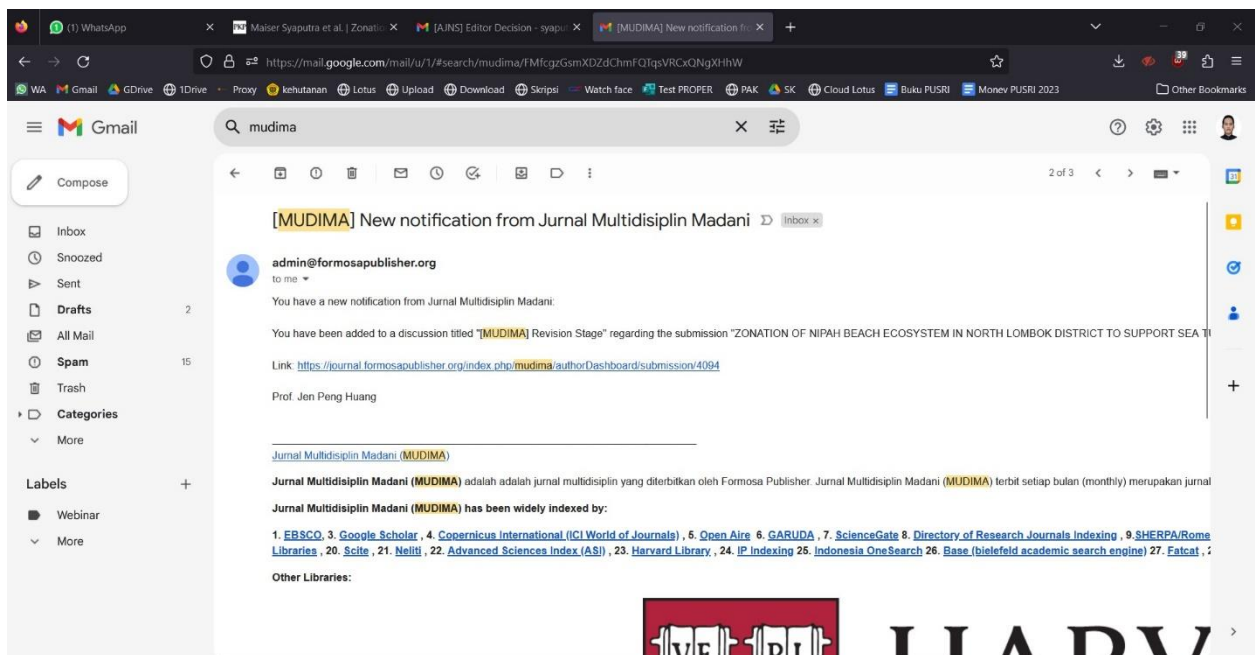 (1) WhatsApp
Maiser Syaputra et al. | Zonatio
[AJNS] Editor Decision - syaput
[MUDIMA] New notification fro
https://mail.google.com/mail/u/1/#search/mudima/FMfcgzGsmXDZdChmFQTqsVRCxQNgXHhW
39
WA Gmail GDrive 1Drive Proxy kehutanan Lotus Upload Download Skripsi Watch face Test PROPER PAK SK Cloud Lotus Buku PUSRI Monev PUSRI 2023 Other Bookmarks
Gmail
mudima
Compose
2 of 3
Inbox
Snoozed
Sent
Drafts 2
All Mail
Spam 15
Trash
Categories
More
Labels
Webinar
More
[MUDIMA] New notification from Jurnal Multidisiplin Madani Inbox x
admin@formosapublisher.org
to me
You have a new notification from Jurnal Multidisiplin Madani:
You have been added to a discussion titled "[MUDIMA] Revision Stage" regarding the submission "ZONATION OF NIPAH BEACH ECOSYSTEM IN NORTH LOMBOK DISTRICT TO SUPPORT SEA
Link: https://journal.formosapublisher.org/index.php/mudima/authorDashboard/submission/4094
Prof. Jen Peng Huang
Jurnal Multidisiplin Madani (MUDIMA)
Jurnal Multidisiplin Madani (MUDIMA) adalah adalah jurnal multidisiplin yang diterbitkan oleh Formosa Publisher. Jurnal Multidisiplin Madani (MUDIMA) terbit setiap bulan (monthly) merupakan jurnal
Jurnal Multidisiplin Madani (MUDIMA) has been widely indexed by:
1. EBSCO, 3. Google Scholar , 4. Copernicus International (ICI World of Journals) , 5. Open Aire 6. GARUDA , 7. ScienceGate 8. Directory of Research Journals Indexing , 9.SHERPA/Rome
Libraries , 20. Scite , 21. Neliti , 22. Advanced Sciences Index (ASI) , 23. Harvard Library , 24. IP Indexing 25. Indonesia OneSearch 26. Base (bielefeld academic search engine) 27. Fatcat ,
Other Libraries:
VE RI
HARV